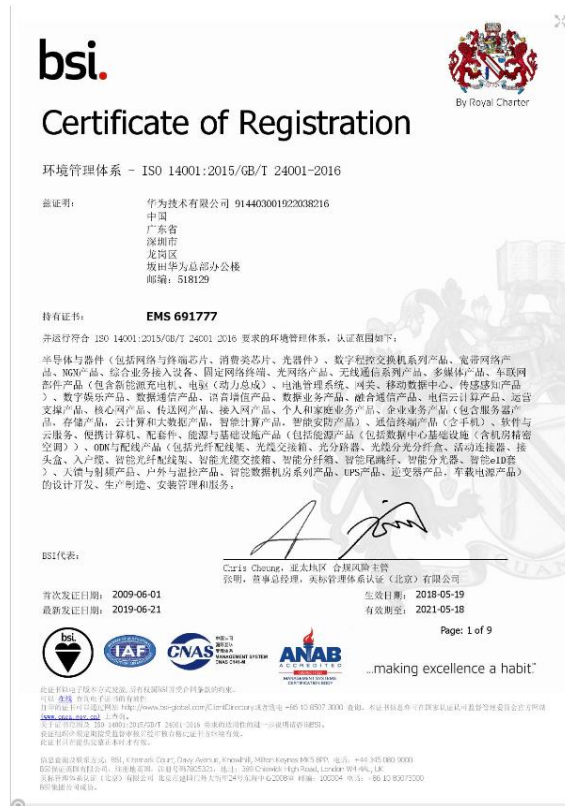 bsi.
By Royal Charter
Certificate of Registration
环境管理体系 - ISO 14001:2015/GB/T 24001-2016
兹证明:
华为技术有限公司 914403001922038216
中国
广东省
深圳市
龙岗区
坂田华为总部办公楼
邮编: 518129
持有证书:
EMS 691777
并运行符合 ISO 14001:2015/GB/T 24001-2016 要求的环境管理体系，认证范围如下:
半导体与器件（包括网络与终端芯片、消费类芯片、光器件）、数字程控交换机系列产品、宽带网络产
品、NGN产品、综合业务接入设备、固定网络终端、光网络产品、无线通信系列产品、多媒体产品、车联网
部件产品（包含新能源充电机、电驱（动力总成）、电池管理系统、网关、移动数据中心、传感感知产品
）、数字娱乐产品、数据通信产品、语音增值产品、数据业务产品、融合通信产品、电信云计算产品、运营
支撑产品、核心网产品、传送网产品、接入网产品、个人和家庭业务产品、企业业务产品（包含服务器产
品，存储产品，云计算和大数据产品，智能计算产品，智能安防产品）、通信终端产品（含手机）、软件与
云服务、便携计算机、配套件、能源与基础设施产品（包括能源产品（包括数据中心基础设施（含机房精密
空调））、ODN与配线产品（包括光纤配线架、光缆交接箱、光分路器、光缆分光分纤盒、活动连接器、接
头盒、入户缆、智能光纤配线架、智能光缆交接箱、智能分纤箱、智能尾跳纤、智能分光器、智能eID套
）、天馈与射频产品、户外与温控产品、智能数据机房系列产品、UPS产品、逆变器产品，车载电源产品）
的设计开发、生产制造、安装管理和服务。
BSI代表:
Chris Cheung, 亚太地区 合规风险主管
张明，董事总经理，英标管理体系认证（北京）有限公司
首次发证日期: 2009-06-01
生效日期: 2018-05-19
最新发证日期: 2019-06-21
有效期至: 2021-05-18
Page: 1 of 9
bsi.
IAF
CNAS
MANAGEMENT SYSTEM
ANAB
ACCREDITED
...making excellence a habit.™